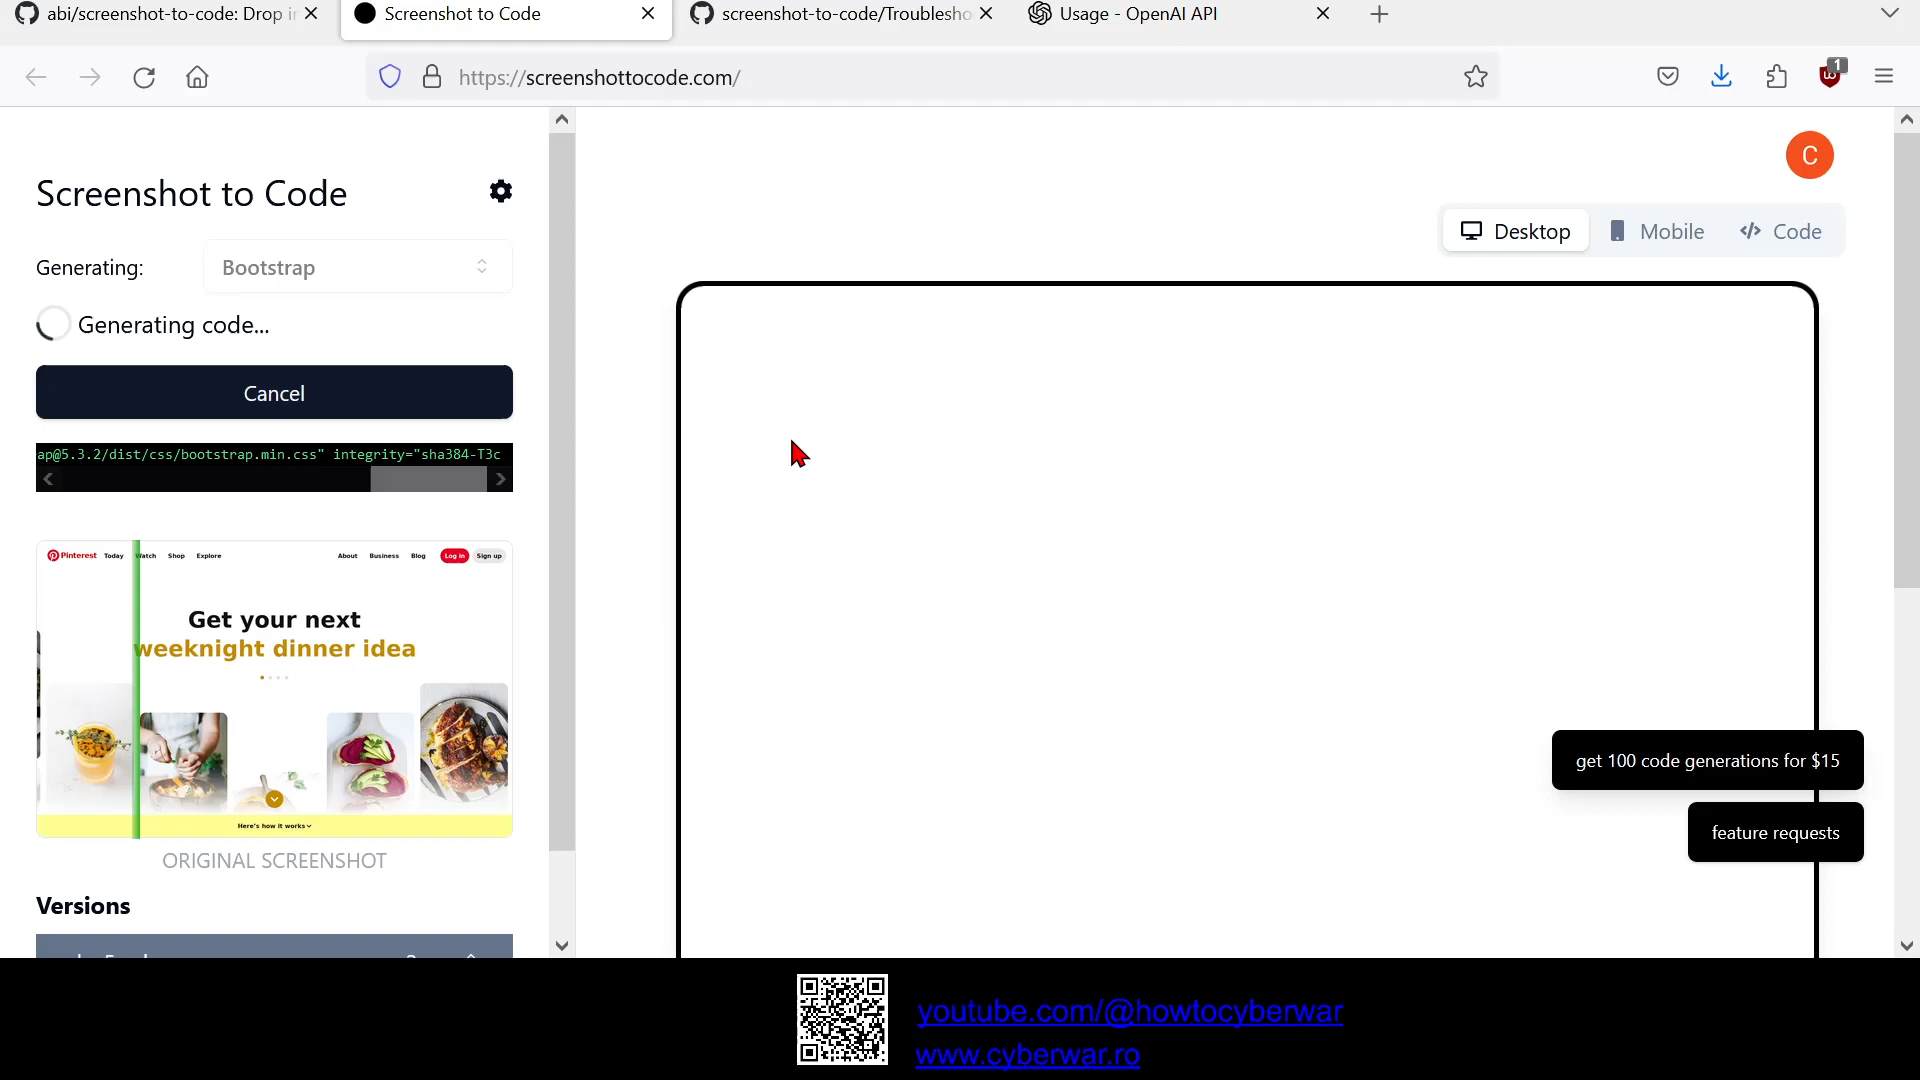 abi/screenshot-to-code: Drop in
Screenshot to Code
screenshot-to-code/Troublesho
Usage - OpenAI API
https://screenshottocode.com/
1
C
Screenshot to Code
Desktop
Mobile
Code
Generating:
Bootstrap
Generating code...
Cancel
ap@5.3.2/dist/css/bootstrap.min.css" integrity="sha384-T3c
Pinterest Today Watch Shop Explore About Business Blog Log in Sign up
Get your next
weeknight dinner idea
Here's how it works
ORIGINAL SCREENSHOT
get 100 code generations for $15
feature requests
Versions
youtube.com/@howtocyberwar
www.cyberwar.ro